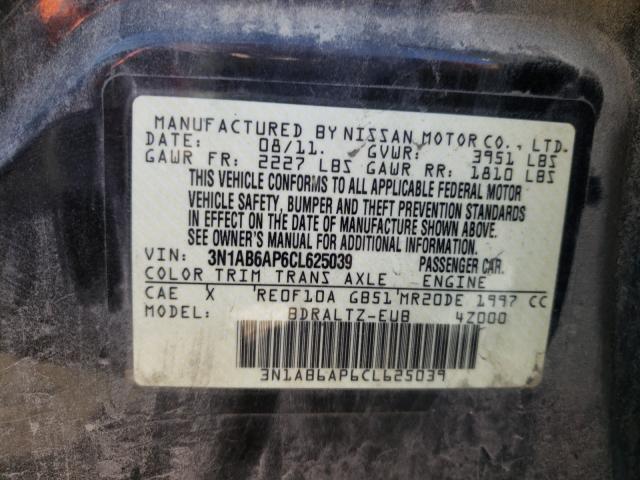 MANUFACTURED BY NISSAN MOTOR CO., LTD.
DATE: 08/11. GVWR: 3951 LBS
GAWR FR: 2227 LBS GAWR RR: 1810 LBS
THIS VEHICLE CONFORMS TO ALL APPLICABLE FEDERAL MOTOR
VEHICLE SAFETY, BUMPER AND THEFT PREVENTION STANDARDS
IN EFFECT ON THE DATE OF MANUFACTURE SHOWN ABOVE.
SEE OWNER'S MANUAL FOR ADDITIONAL INFORMATION.
VIN: 3N1AB6AP6CL625039 PASSENGER CAR.
COLOR TRIM TRANS AXLE ENGINE
CAE X RE0F10A GB51 MR20DE 1997 CC
MODEL: BDRALTZ-EUB 4Z000
3N1AB6AP6CL625039